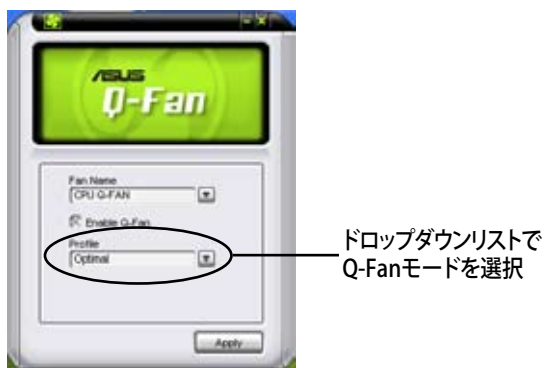 ASUS
Q-Fan
Fan Name
CPU Q-FAN
Enable Q-Fan
Profile
Optimal
ドロップダウンリストで
Q-Fanモードを選択
Apply